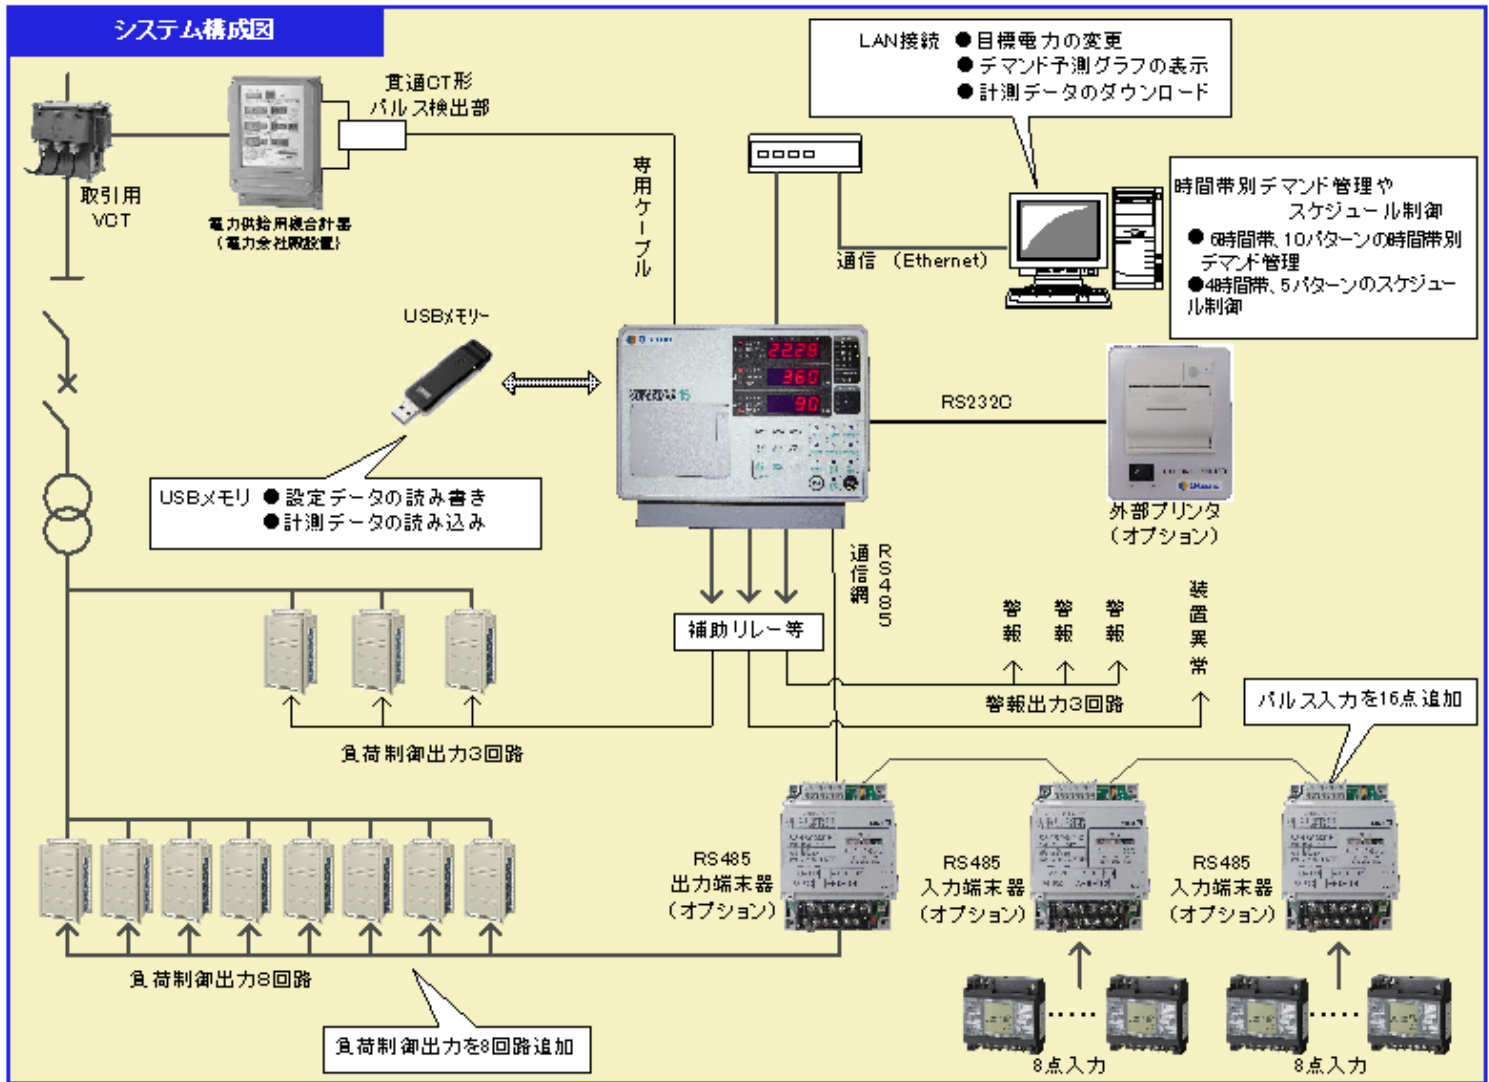 システム構成図
LAN接続 ●目標電力の変更
●デマンド予測グラフの表示
●計測データのダウンロード
貫通CT形
パルス検出部
取引用
VCT
電力供給用複合計器
(電力会社殿設置)
専用ケーブル
通信 (Ethernet)
時間帯別デマンド管理や
スケジュール制御
● 6時間帯、10パターンの時間帯別
デマンド管理
●4時間帯、5パターンのスケジュー
ル制御
USBメモリー
2229
360
90
15
RS232C
USBメモリ ●設定データの読み書き
●計測データの読み込み
外部プリンタ
(オプション)
RS485
通信網
補助リレー等
警報
警報
警報
装置異常
警報出力3回路
パルス入力を16点追加
負荷制御出力3回路
RS485
出力端末器
(オプション)
RS485
入力端末器
(オプション)
RS485
入力端末器
(オプション)
負荷制御出力8回路
負荷制御出力を8回路追加
8点入力
8点入力